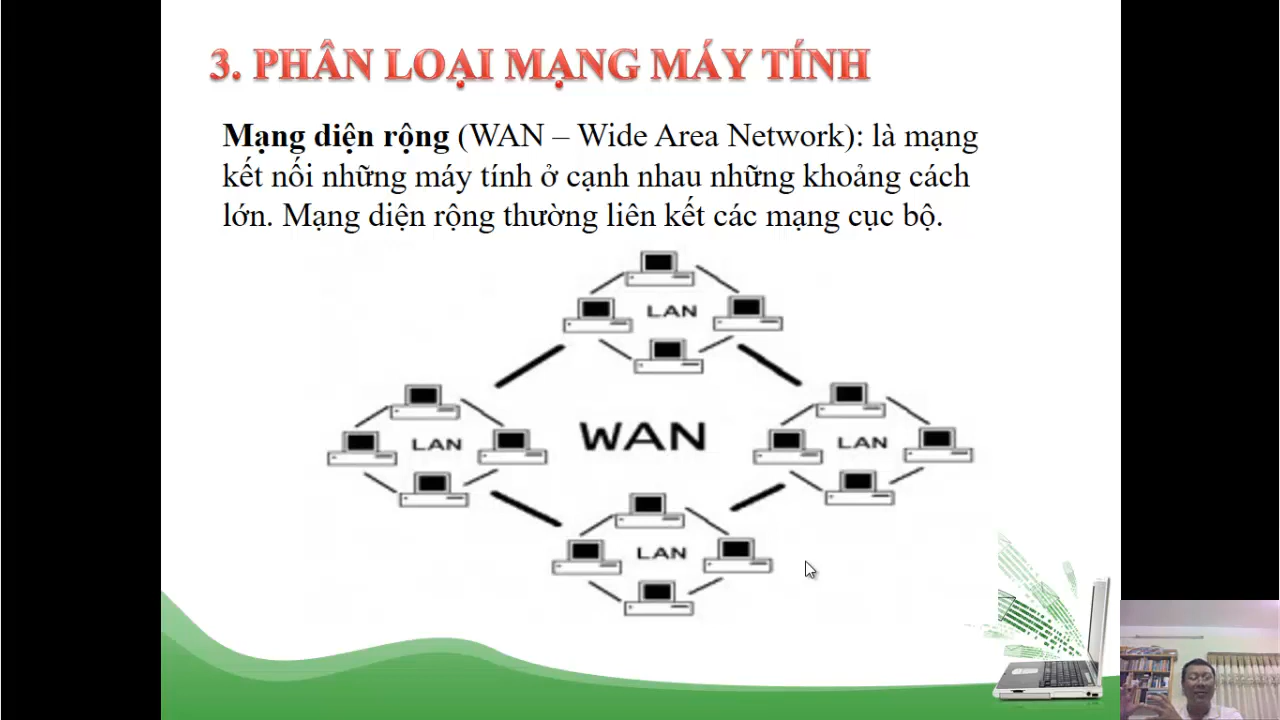 3. PHÂN LOẠI MẠNG MÁY TÍNH
Mạng diện rộng (WAN – Wide Area Network): là mạng
kết nối những máy tính ở cạnh nhau những khoảng cách
lớn. Mạng diện rộng thường liên kết các mạng cục bộ.
LAN
LAN
WAN
LAN
LAN